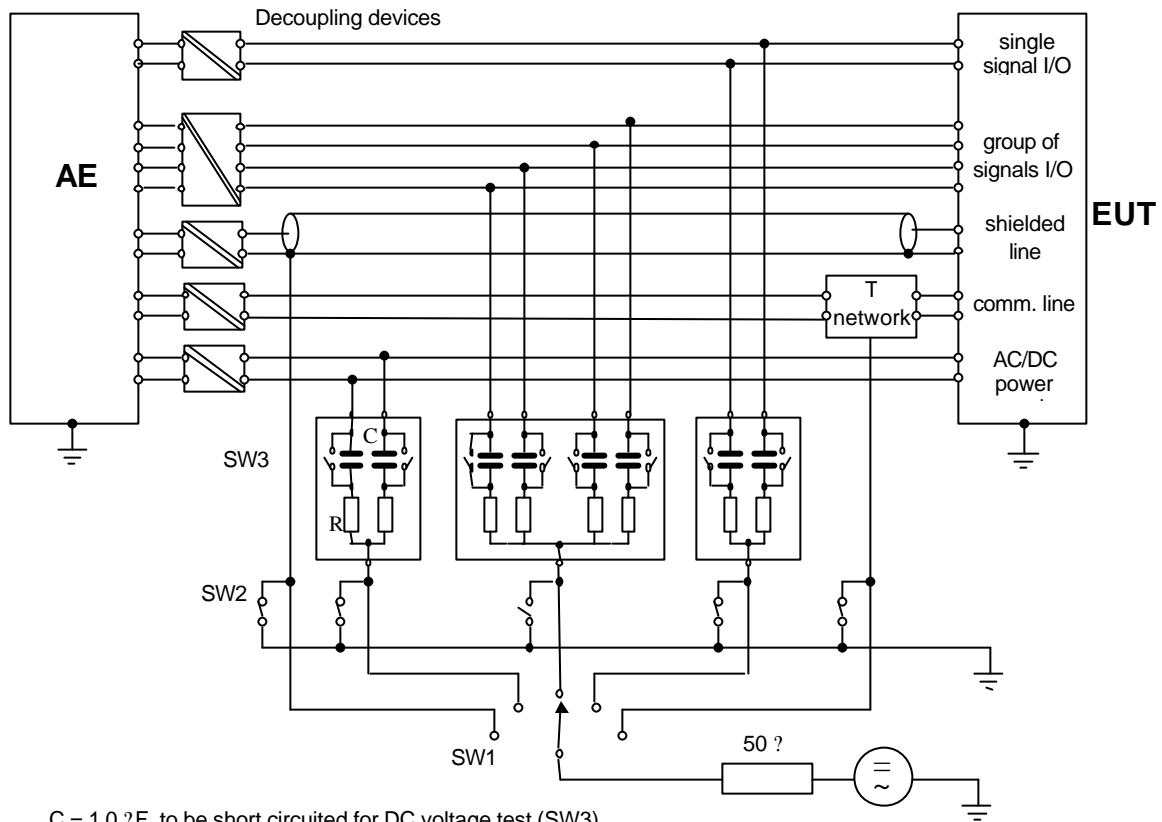 Decoupling devices
AE
EUT
single
signal I/O
group of
signals I/O
shielded
line
T
network
comm. line
AC/DC
power
SW3
C
R
SW2
SW1
50 ?
=
~
C = 1.0 ?F, to be short circuited for DC voltage test (SW3)